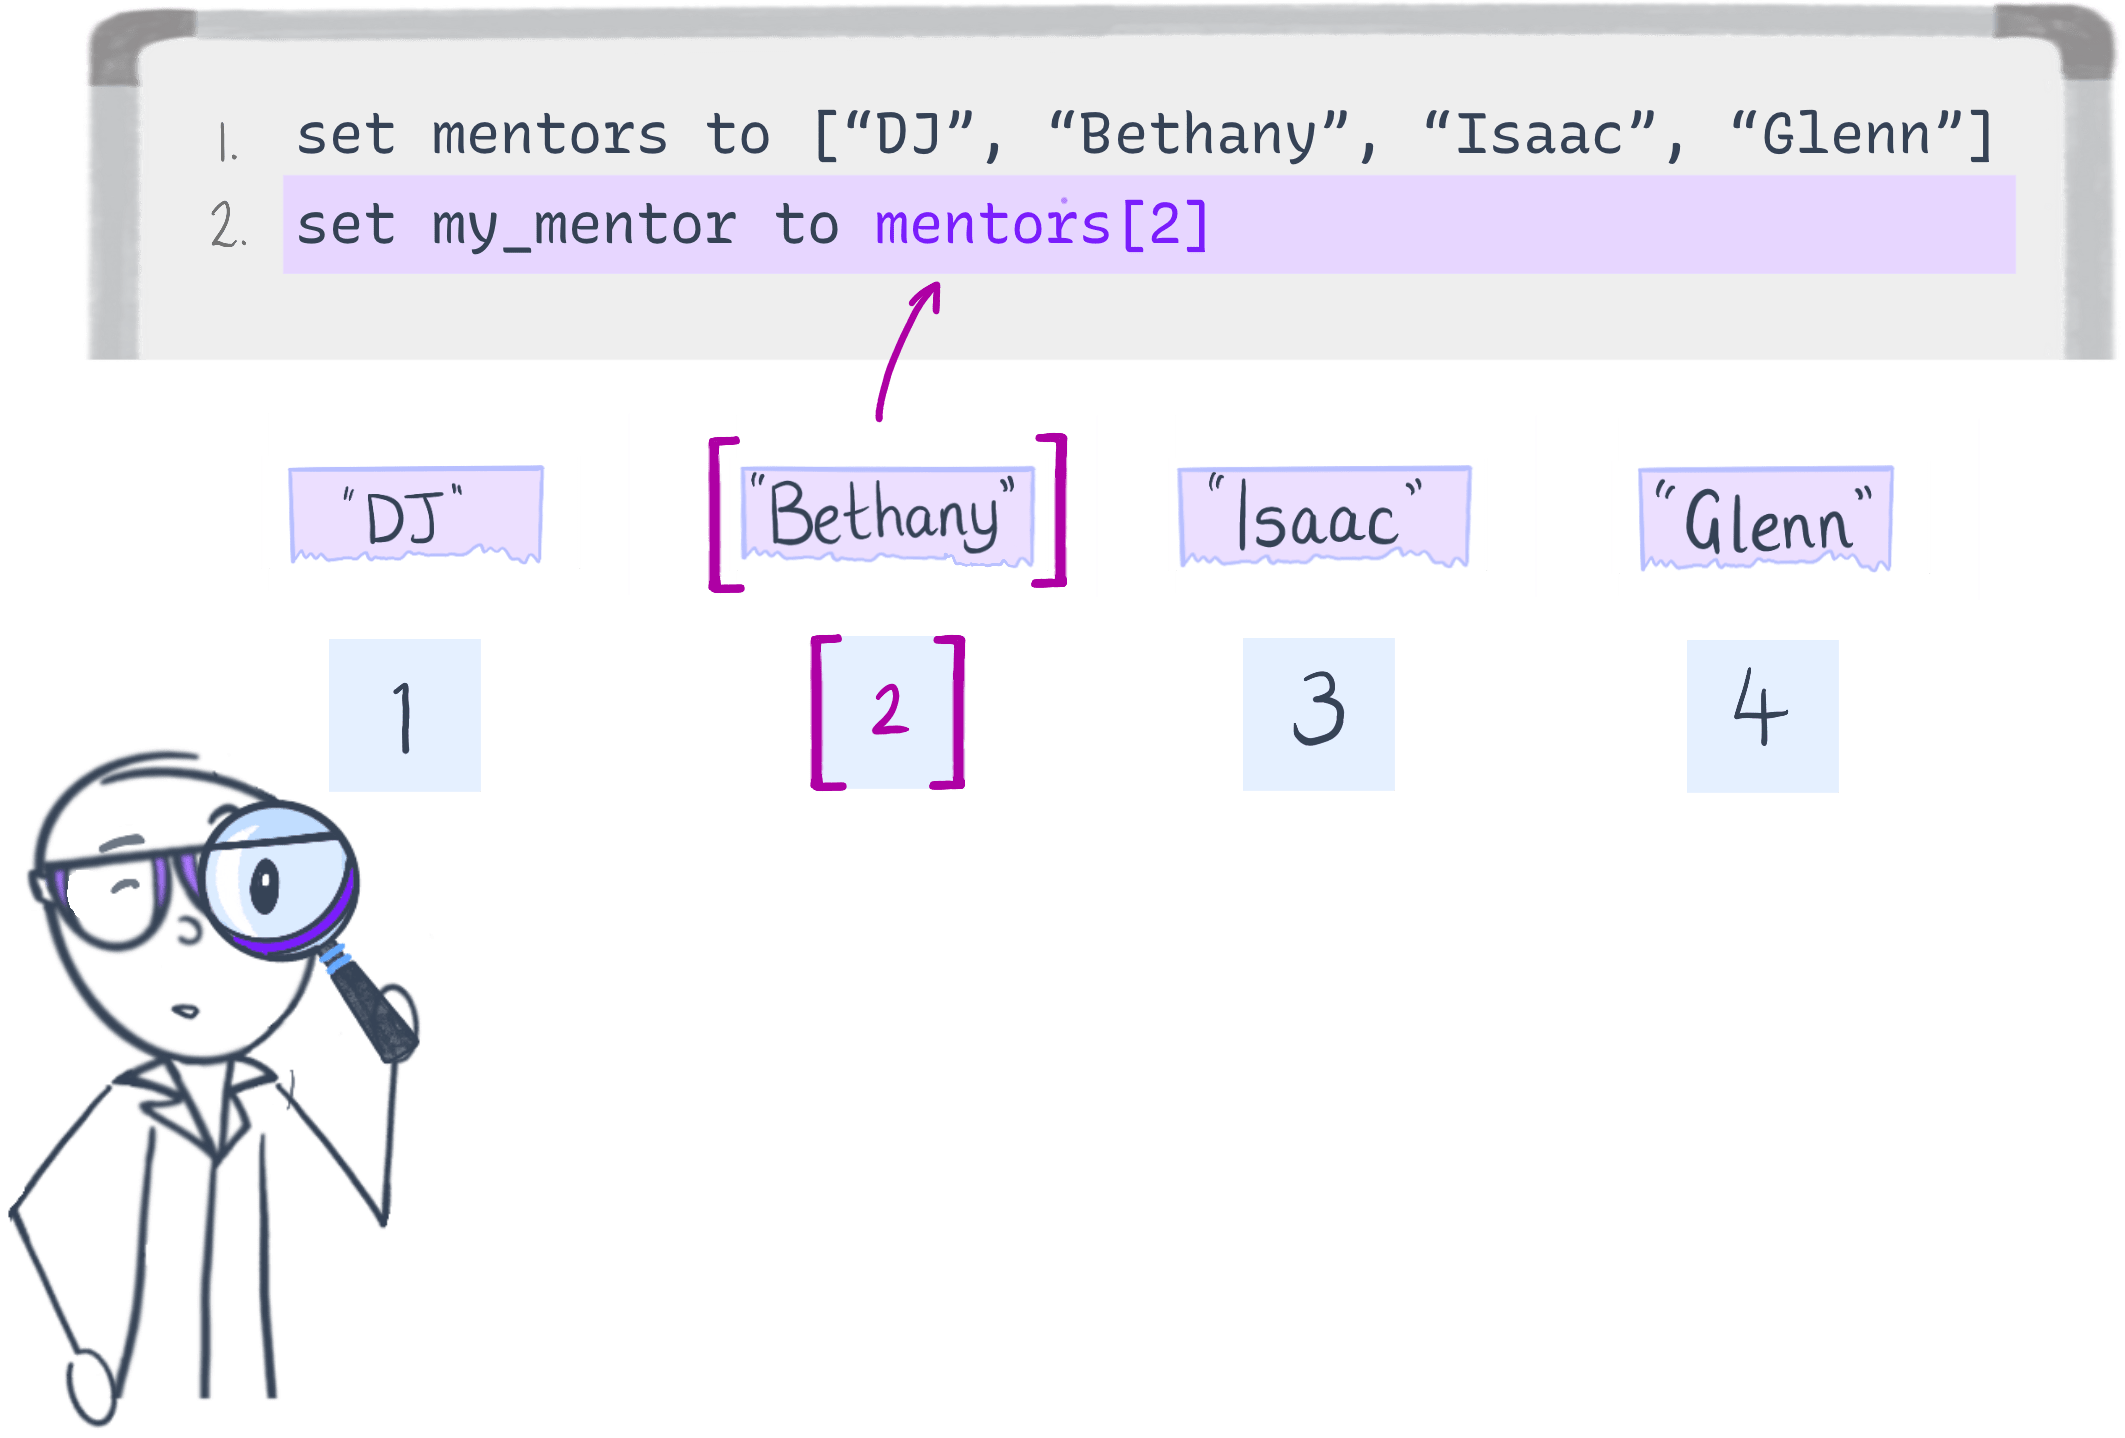 1. set mentors to [“DJ”, “Bethany”, “Isaac”, “Glenn”]
2. set my_mentor to mentors[2]
"DJ" ["Bethany"] "Isaac" "Glenn"
1 [2] 3 4